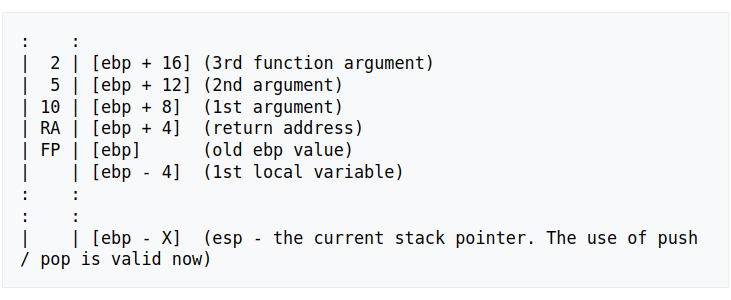 :    :
|  2 | [ebp + 16] (3rd function argument)
|  5 | [ebp + 12] (2nd argument)
| 10 | [ebp + 8]  (1st argument)
| RA | [ebp + 4]  (return address)
| FP | [ebp]      (old ebp value)
|    | [ebp - 4]  (1st local variable)
:    :
:    :
|    | [ebp - X]  (esp - the current stack pointer. The use of push
/ pop is valid now)